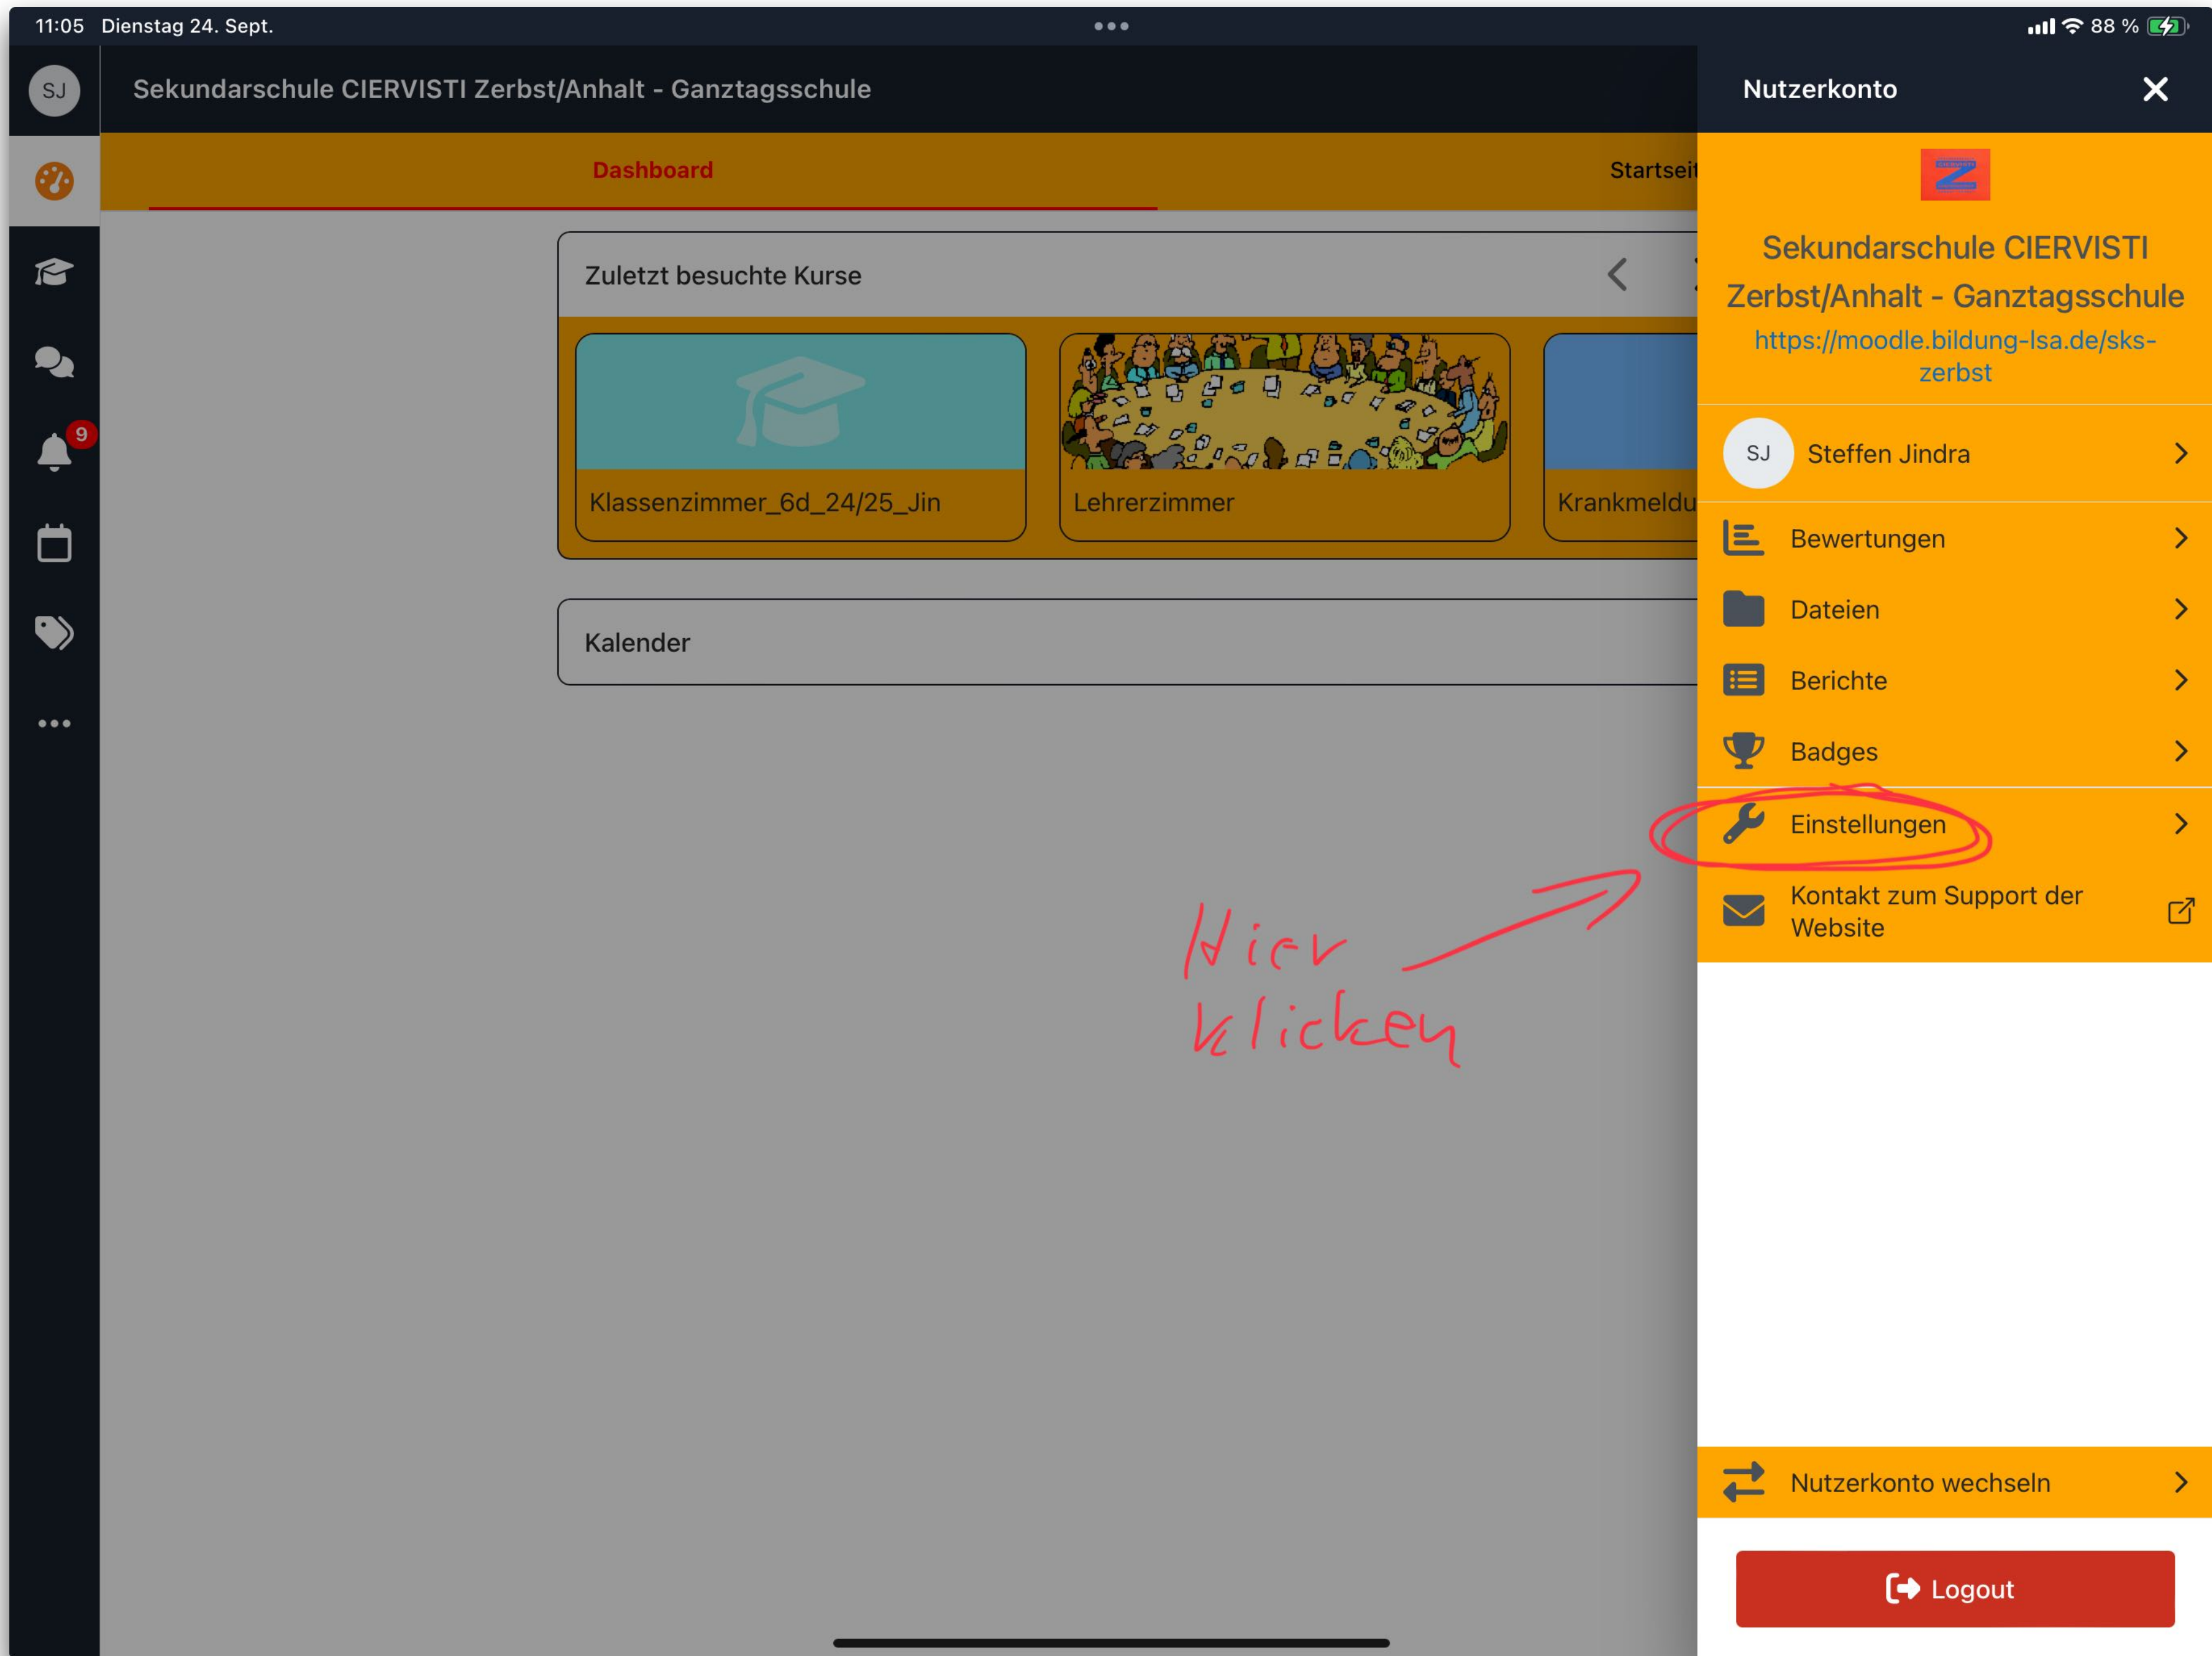 11:05 Dienstag 24. Sept.
88 %
SJ
Sekundarschule CIERVISTI Zerbst/Anhalt - Ganztagsschule
Nutzerkonto
Dashboard
Startseit
Zuletzt besuchte Kurse
Klassenzimmer_6d_24/25_Jin
Lehrerzimmer
Krankmeldu
9
Kalender
Hier
klicken
Sekundarschule CIERVISTI
Zerbst/Anhalt - Ganztagsschule
https://moodle.bildung-lsa.de/sks-
zerbst
SJ Steffen Jindra
Bewertungen
Dateien
Berichte
Badges
Einstellungen
Kontakt zum Support der
Website
Nutzerkonto wechseln
Logout